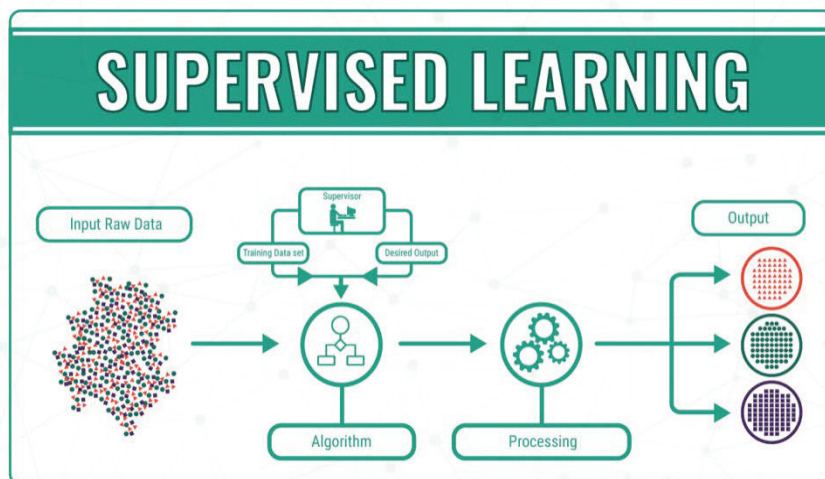 SUPERVISED LEARNING
Supervisor
Input Raw Data
Output
Training Data set
Desired Output
Algorithm
Processing